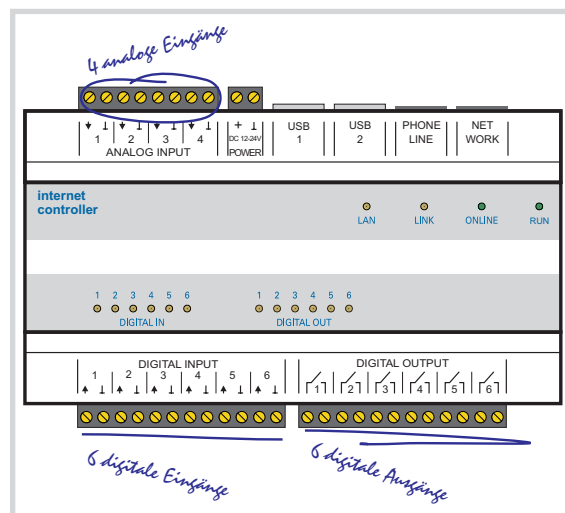 4 analoge Eingänge
1 2 3 4
ANALOG INPUT
+
DC 12-24V
POWER
USB
1
USB
2
PHONE
LINE
NET
WORK
internet
controller
LAN LINK ONLINE RUN
1 2 3 4 5 6
DIGITAL IN
1 2 3 4 5 6
DIGITAL OUT
DIGITAL INPUT
1 2 3 4 5 6
DIGITAL OUTPUT
1 2 3 4 5 6
6 digitale Eingänge
6 digitale Ausgänge